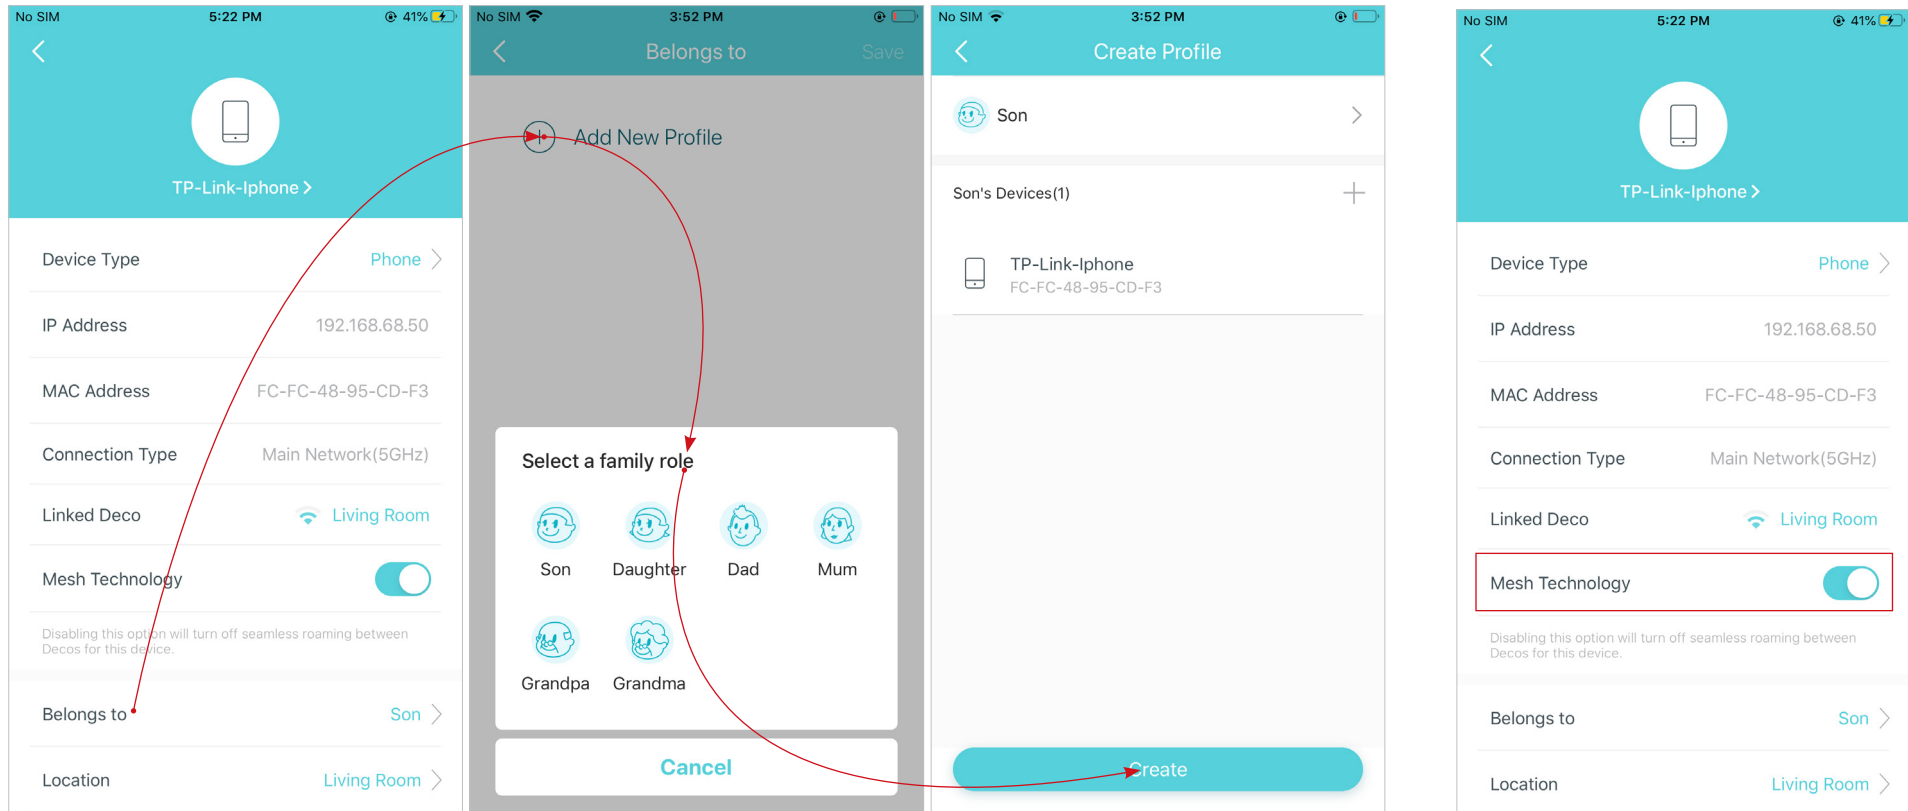 No SIM 5:22 PM 41%
TP-Link-Iphone
Device Type Phone
IP Address 192.168.68.50
MAC Address FC-FC-48-95-CD-F3
Connection Type Main Network(5GHz)
Linked Deco Living Room
Mesh Technology
Disabling this option will turn off seamless roaming between
Decos for this device.
Belongs to Son
Location Living Room
No SIM 3:52 PM
Belongs to Save
Add New Profile
Select a family role
Son Daughter Dad Mum
Grandpa Grandma
Cancel
No SIM 3:52 PM
Create Profile
Son
Son's Devices(1)
TP-Link-Iphone
FC-FC-48-95-CD-F3
Create
No SIM 5:22 PM 41%
TP-Link-Iphone
Device Type Phone
IP Address 192.168.68.50
MAC Address FC-FC-48-95-CD-F3
Connection Type Main Network(5GHz)
Linked Deco Living Room
Mesh Technology
Disabling this option will turn off seamless roaming between
Decos for this device.
Belongs to Son
Location Living Room